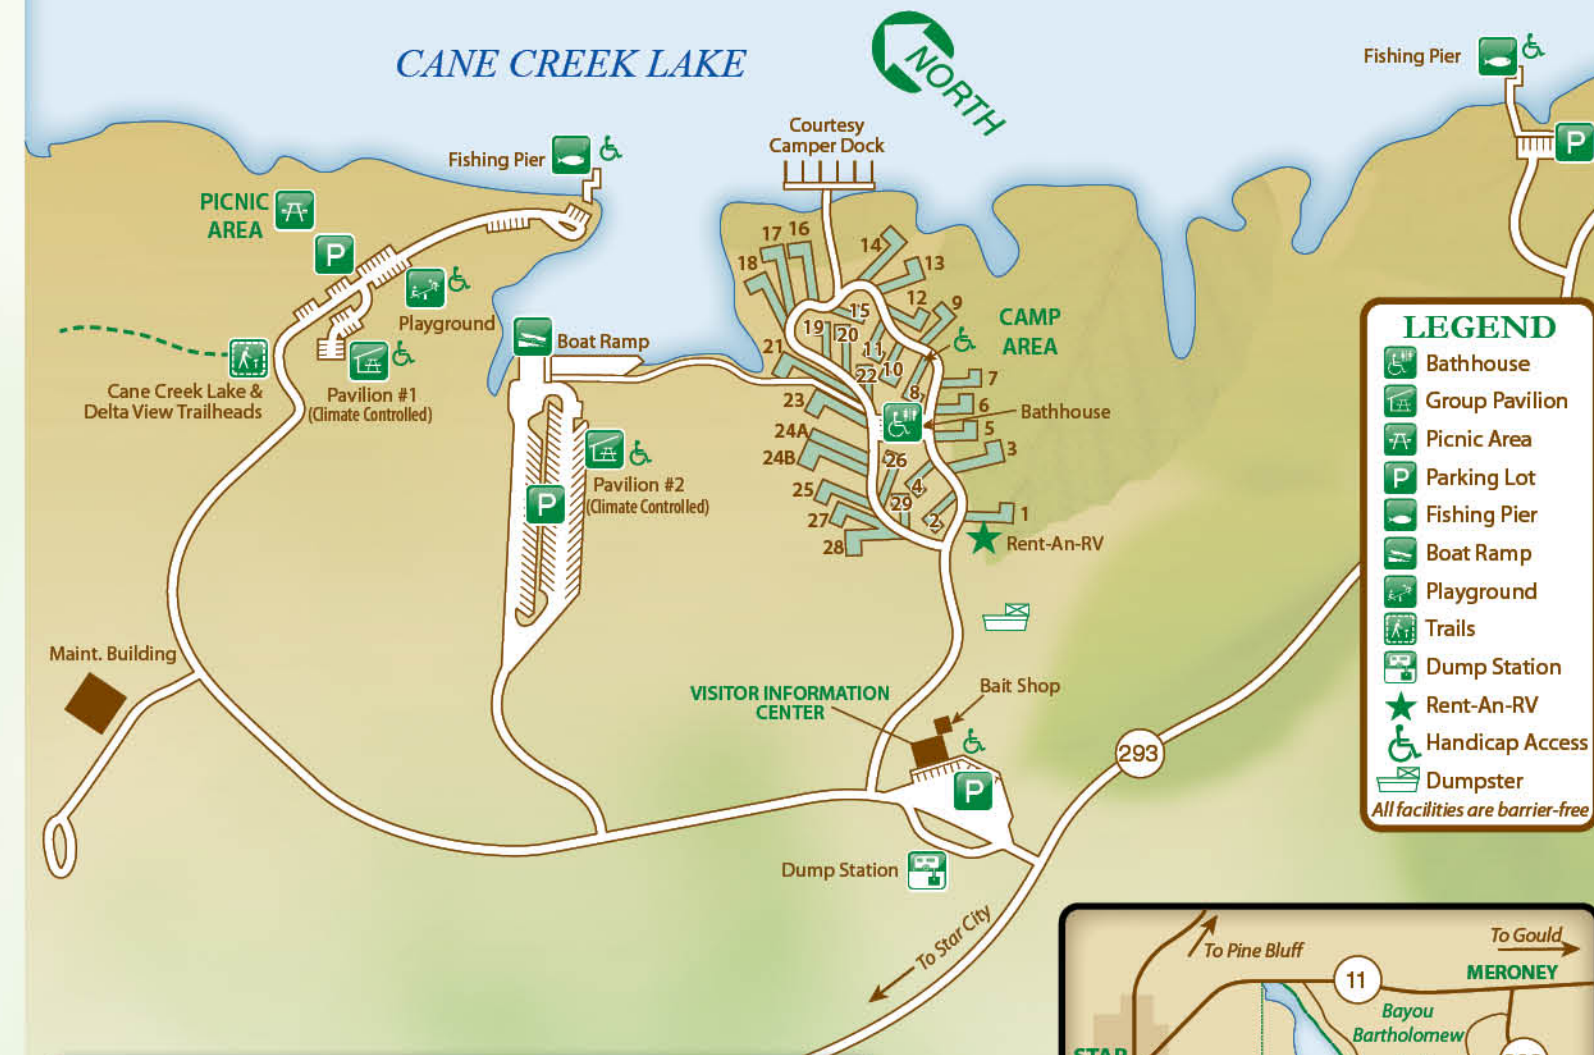 CANE CREEK LAKE
NORTH
Fishing Pier
P
Courtesy
Camper Dock
Fishing Pier
PICNIC
AREA
P
Playground
Boat Ramp
Cane Creek Lake &
Delta View Trailheads
Pavilion #1
(Climate Controlled)
Pavilion #2
(Climate Controlled)
P
17
16
18
14
13
12
9
15
19
20
21
11
10
22
8
7
6
5
3
23
24A
24B
26
4
25
29
2
27
28
1
CAMP
AREA
Bathhouse
Rent-An-RV
Maint. Building
VISITOR INFORMATION
CENTER
Bait Shop
P
293
Dump Station
To Star City
LEGEND
Bathhouse
Group Pavilion
Picnic Area
P Parking Lot
Fishing Pier
Boat Ramp
Playground
Trails
Dump Station
Rent-An-RV
Handicap Access
Dumpster
All facilities are barrier-free
To Pine Bluff
To Gould
MERONEY
11
Bayou
Bartholomew
STAR